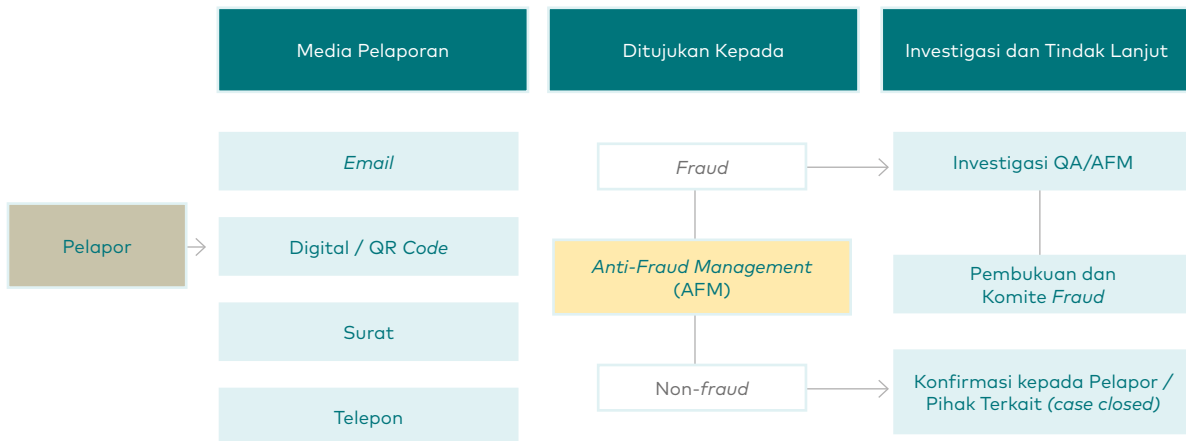 Media Pelaporan
Ditujukan Kepada
Investigasi dan Tindak Lanjut
Pelapor
Email
Digital / QR Code
Surat
Telepon
Fraud
Anti-Fraud Management
(AFM)
Non-fraud
Investigasi QA/AFM
Pembukuan dan
Komite Fraud
Konfirmasi kepada Pelapor /
Pihak Terkait (case closed)